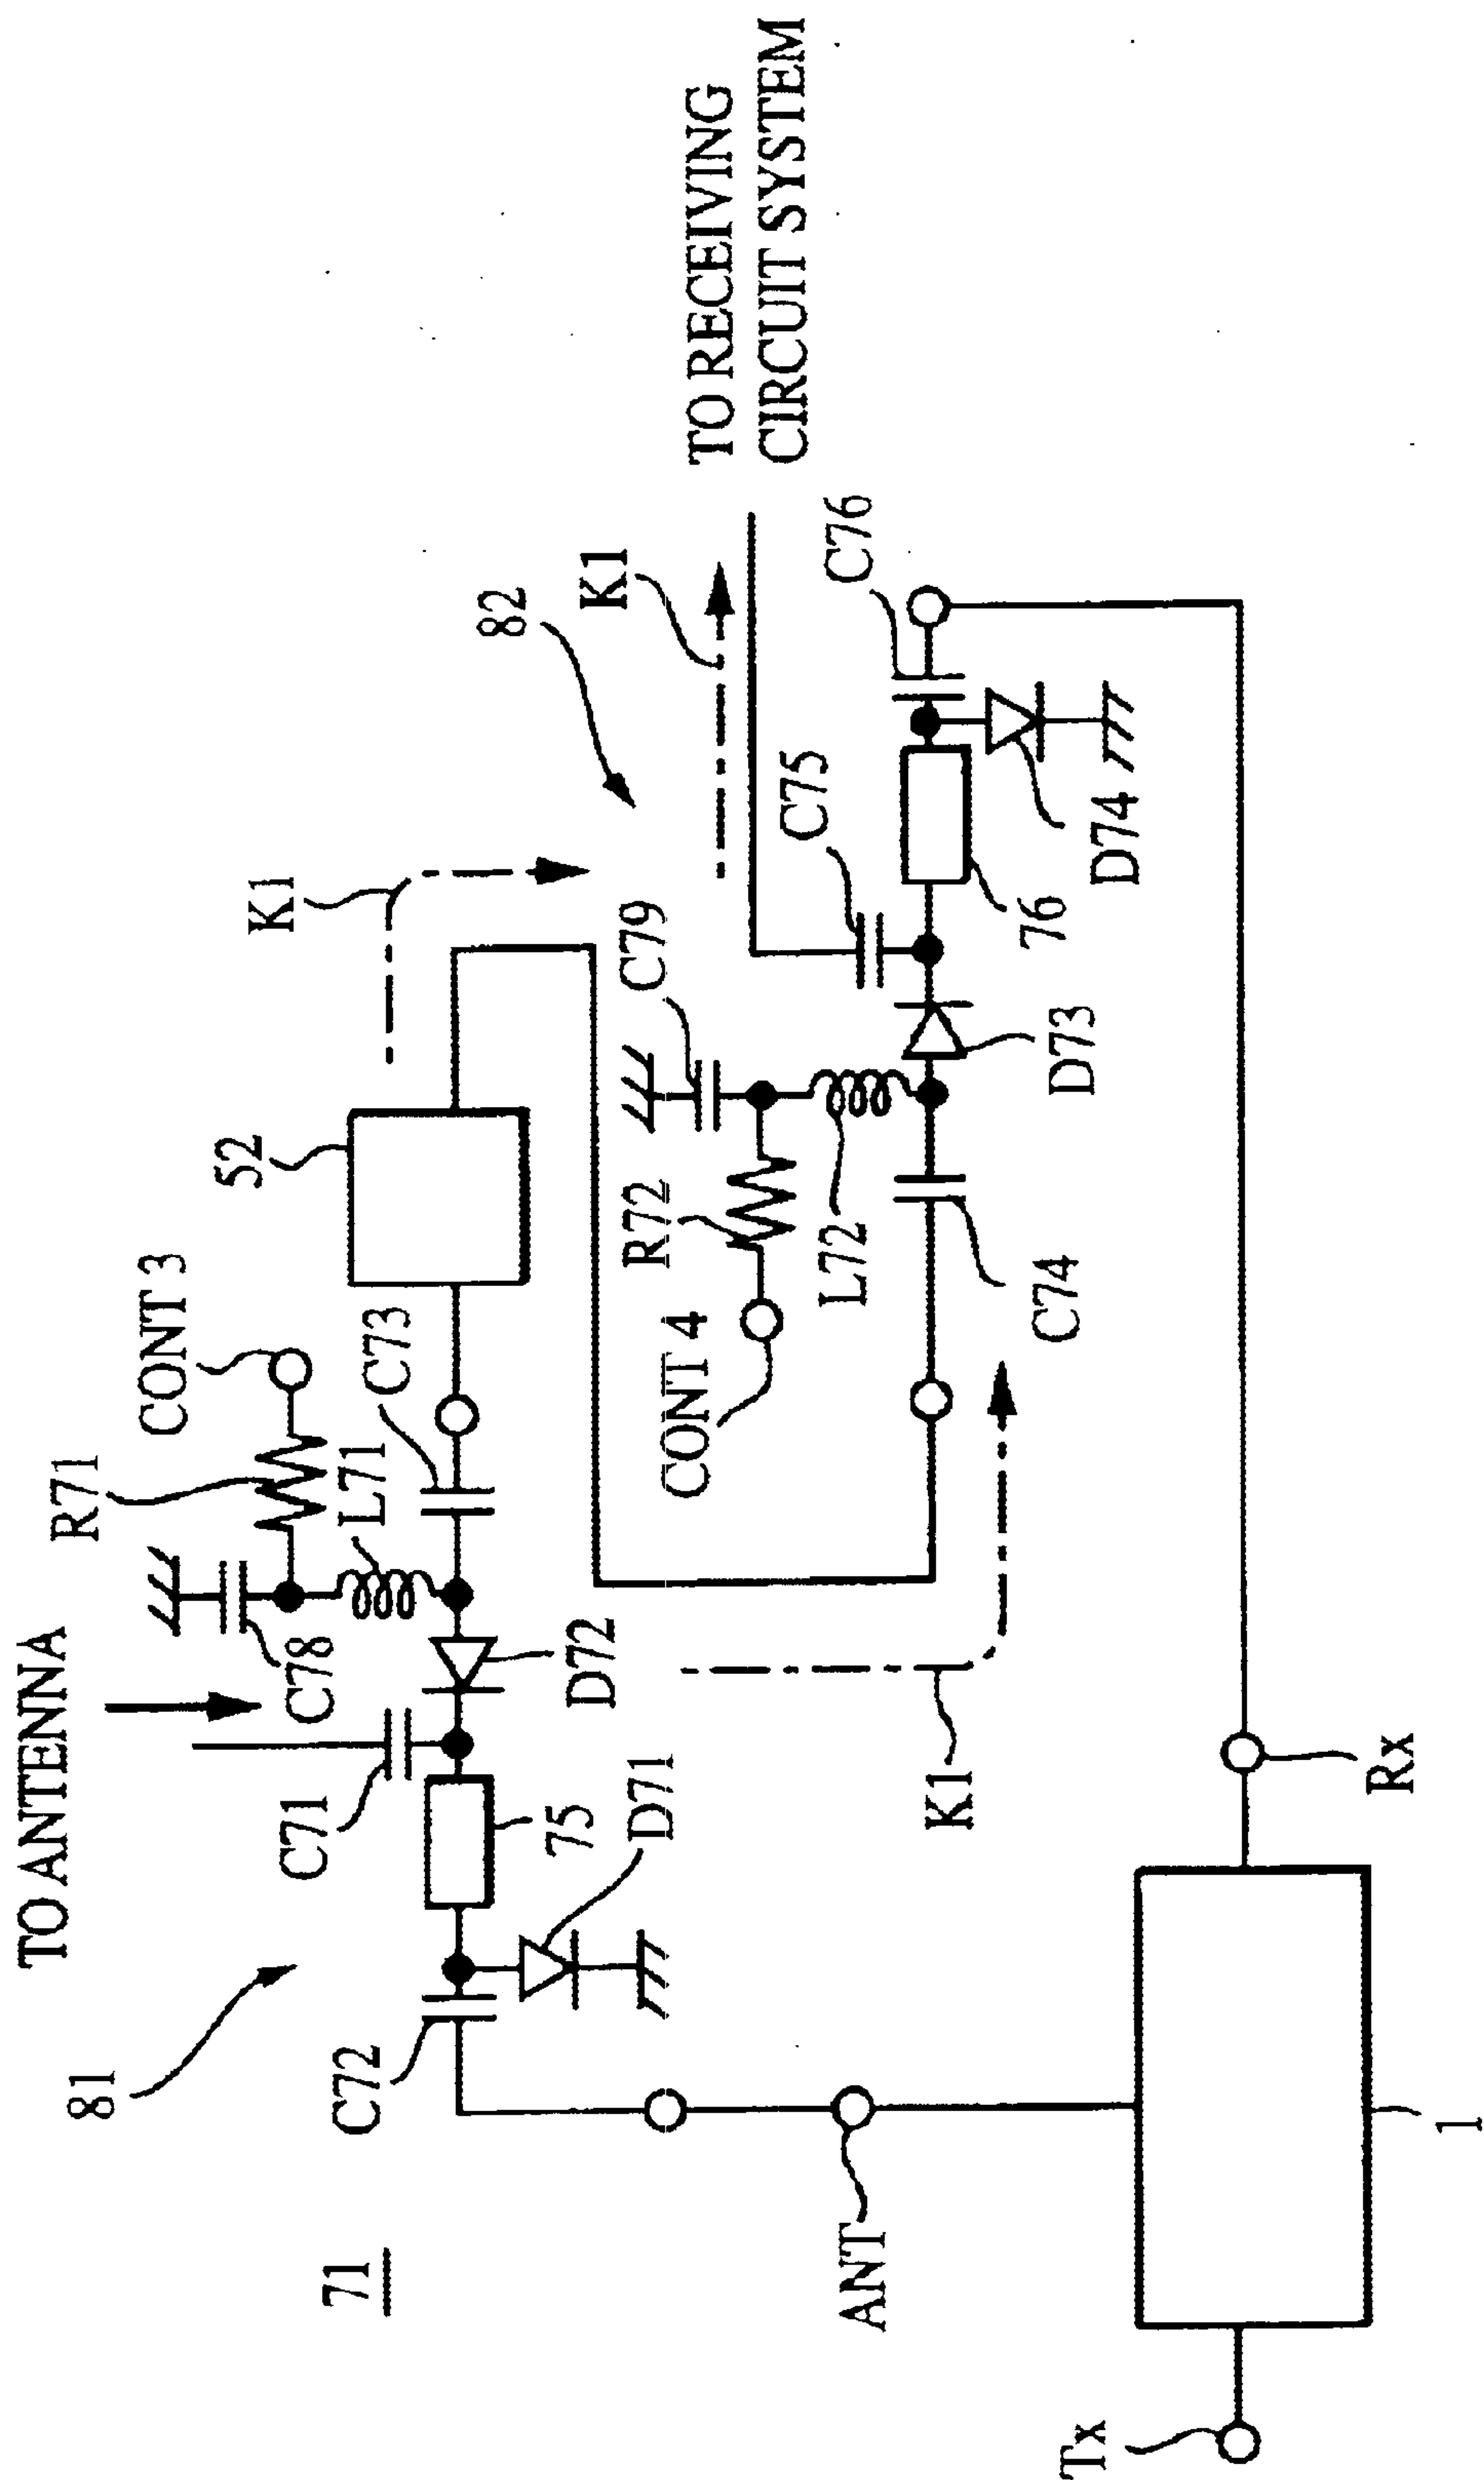 71
81
TO ANTENNA
C72
C71
75
D71
C78
R71
L71
CONT 3
C73
D72
52
K1
82
K1
TO RECEIVING
CIRCUIT SYSTEM
C79
R72
CONT 4
L72
C74
D73
C75
76
C76
D74
K1
ANT
Tx
1
Rx